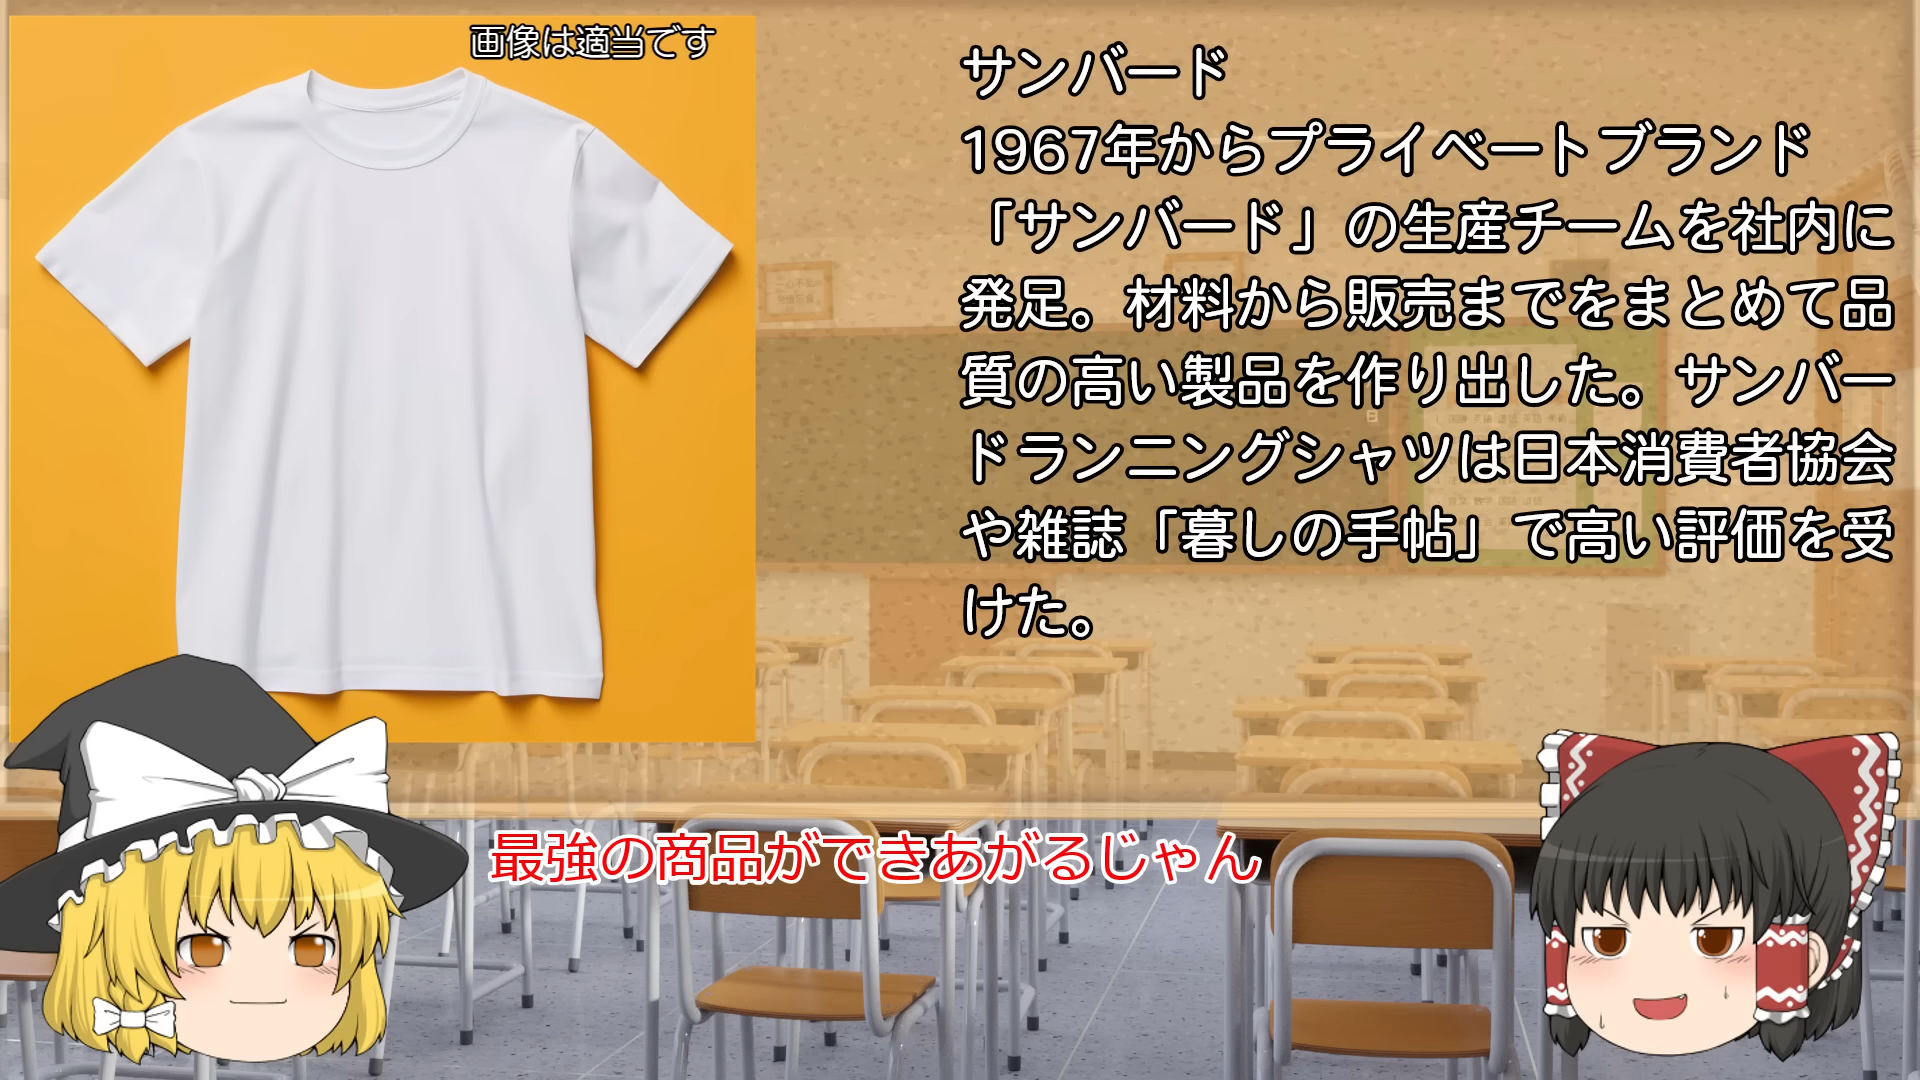 画像は適当です
サンバード
1967年からプライベートブランド
「サンバード」の生産チームを社内に
発足。材料から販売までをまとめて品
質の高い製品を作り出した。サンバー
ドランニングシャツは日本消費者協会
や雑誌「暮しの手帖」で高い評価を受
けた。
最強の商品ができあがるじゃん